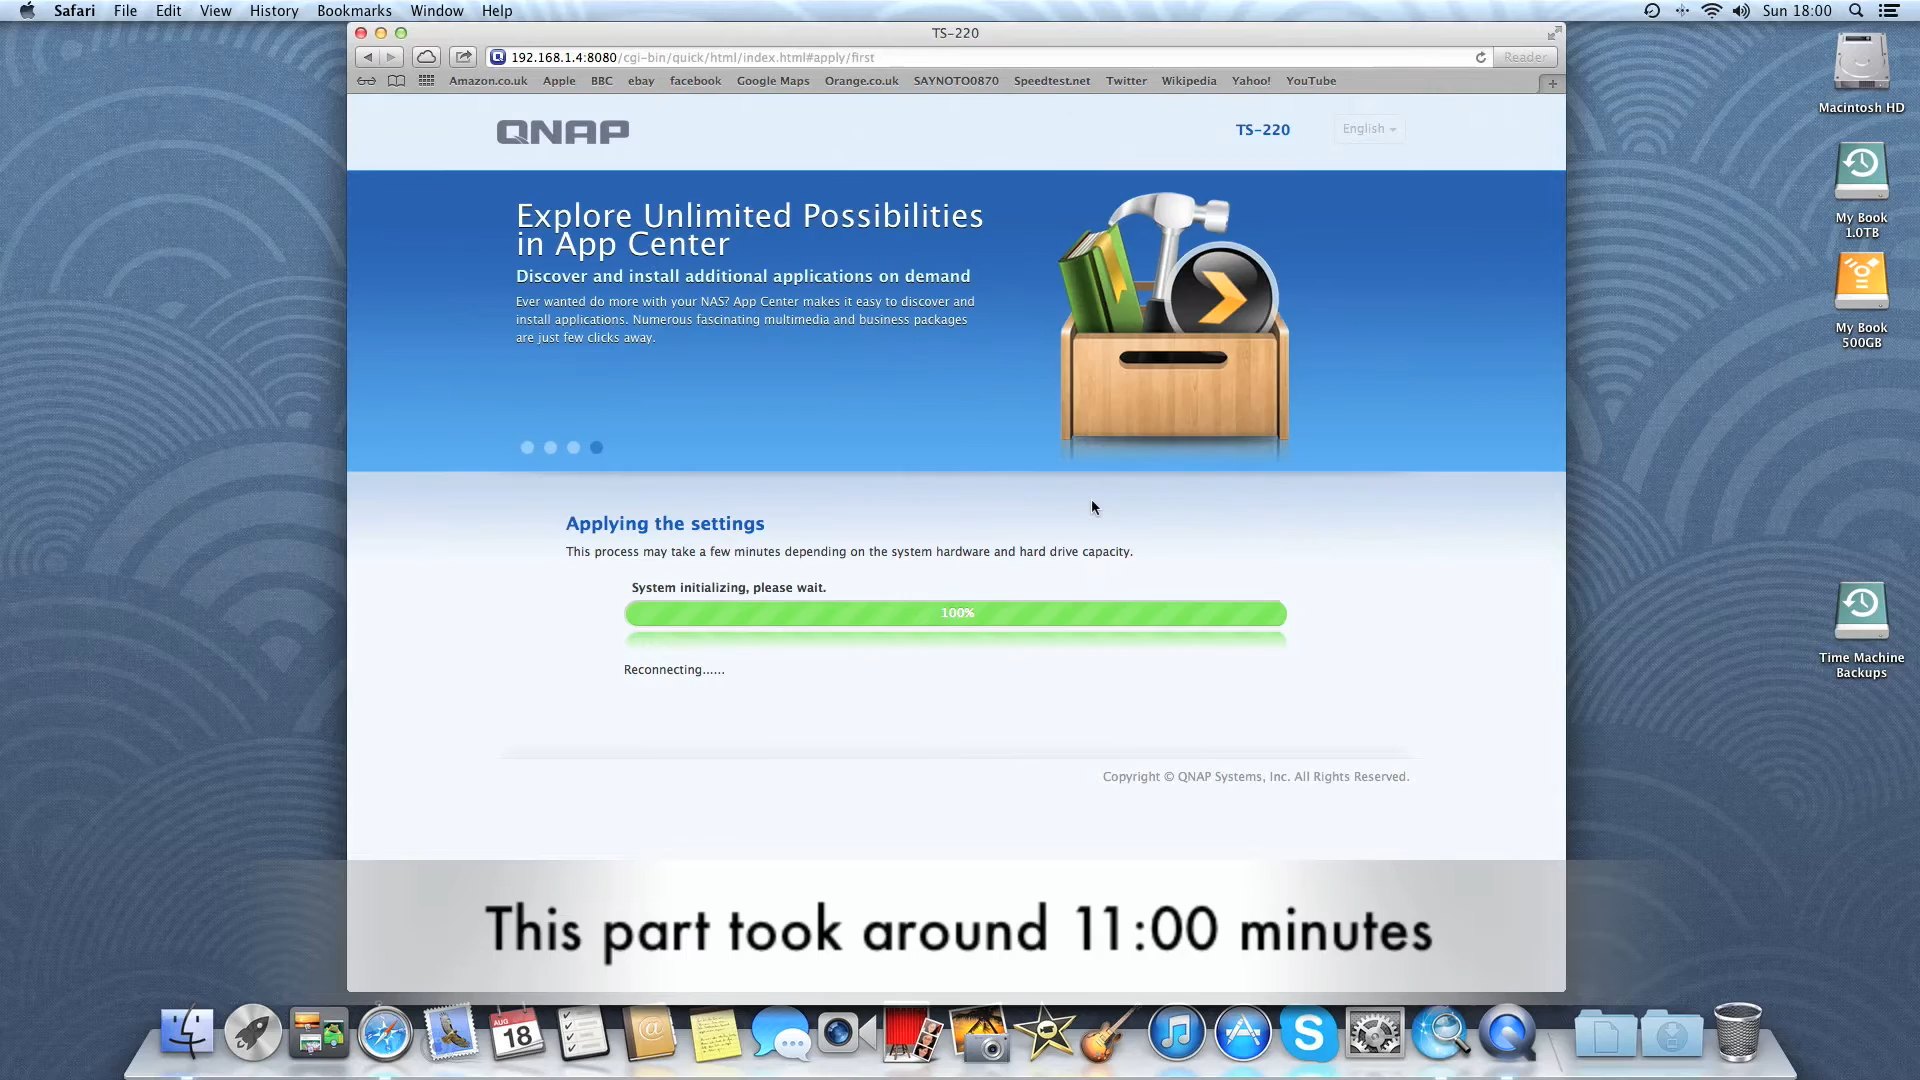 Safari File Edit View History Bookmarks Window Help
Sun 18:00
TS-220
192.168.1.4:8080/cgi-bin/quick/html/index.html#apply/first
Reader
Amazon.co.uk Apple BBC ebay facebook Google Maps Orange.co.uk SAYNOTO0870 Speedtest.net Twitter Wikipedia Yahoo! YouTube
Macintosh HD
QNAP
TS-220
English
My Book
1.0TB
Explore Unlimited Possibilities
in App Center
Discover and install additional applications on demand
Ever wanted do more with your NAS? App Center makes it easy to discover and
install applications. Numerous fascinating multimedia and business packages
are just few clicks away.
My Book
500GB
Applying the settings
This process may take a few minutes depending on the system hardware and hard drive capacity.
System initializing, please wait.
100%
Reconnecting......
Time Machine
Backups
Copyright © QNAP Systems, Inc. All Rights Reserved.
This part took around 11:00 minutes
AUG
18